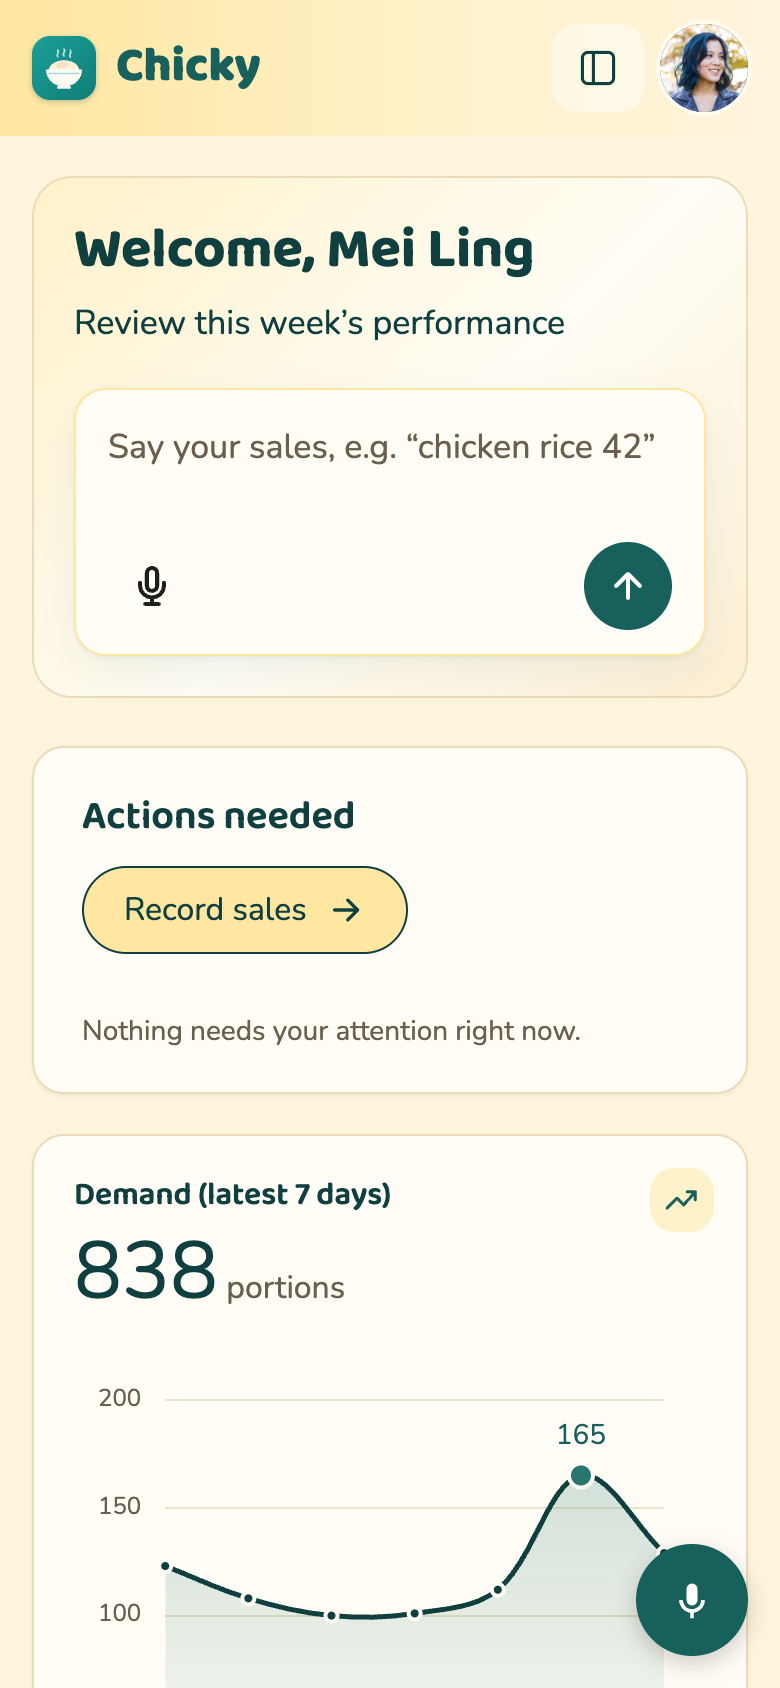 Chicky
Welcome, Mei Ling
Review this week’s performance
Say your sales, e.g. “chicken rice 42”
Actions needed
Record sales
Nothing needs your attention right now.
Demand (latest 7 days)
838 portions
200
165
150
100